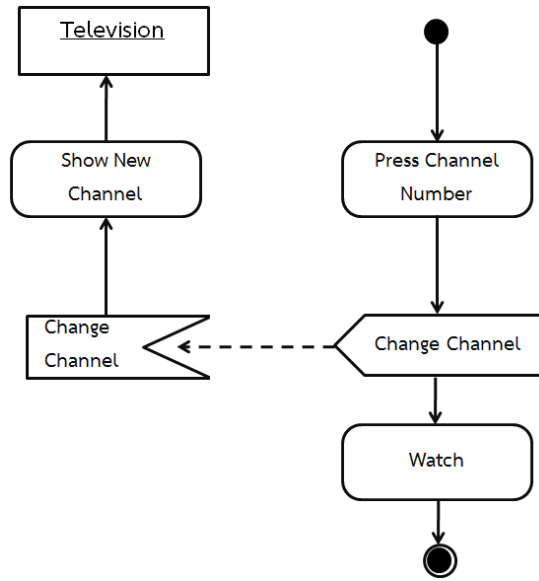 Television
Show New
Channel
Change
Channel
Press Channel
Number
Change Channel
Watch